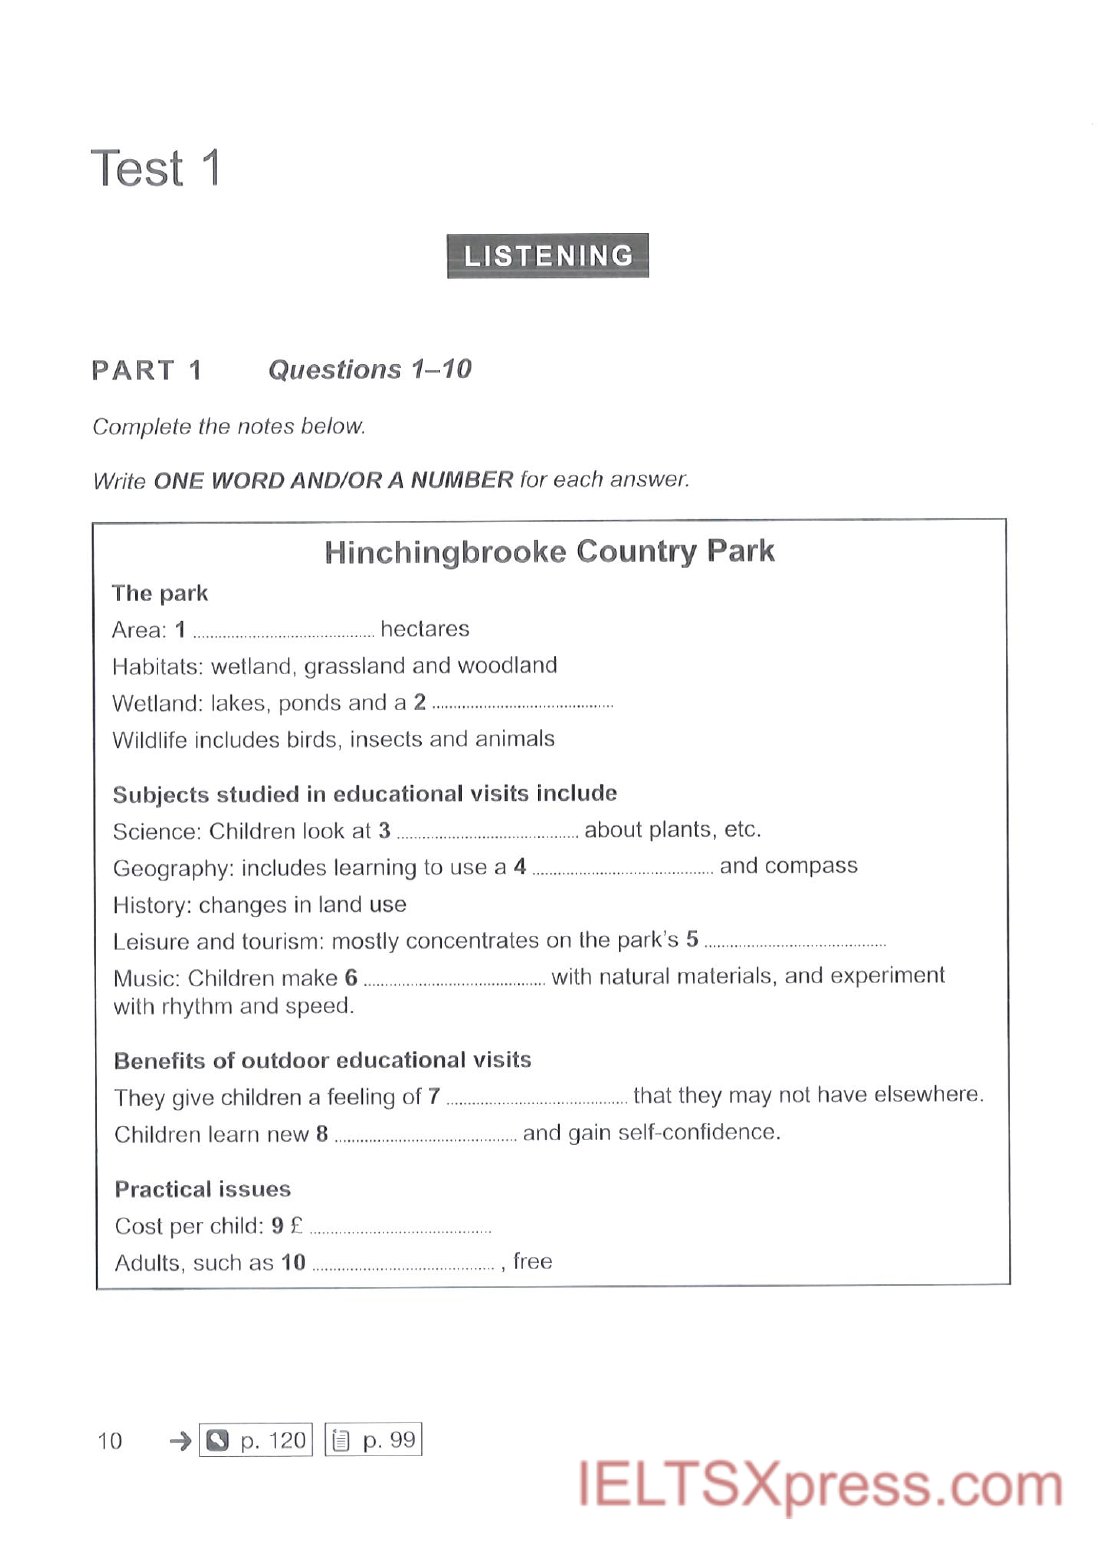 Test 1
LISTENING
PART 1 Questions 1–10
Complete the notes below.
Write ONE WORD AND/OR A NUMBER for each answer.
Hinchingbrooke Country Park
The park
Area: 1 ........................................ hectares
Habitats: wetland, grassland and woodland
Wetland: lakes, ponds and a 2 ........................................
Wildlife includes birds, insects and animals
Subjects studied in educational visits include
Science: Children look at 3 ........................................ about plants, etc.
Geography: includes learning to use a 4 ........................................ and compass
History: changes in land use
Leisure and tourism: mostly concentrates on the park's 5 ........................................
Music: Children make 6 ........................................ with natural materials, and experiment
with rhythm and speed.
Benefits of outdoor educational visits
They give children a feeling of 7 ........................................ that they may not have elsewhere.
Children learn new 8 ........................................ and gain self-confidence.
Practical issues
Cost per child: 9 £ ........................................
Adults, such as 10 ........................................ , free
10 → p. 120 p. 99
IELTSXpress.com